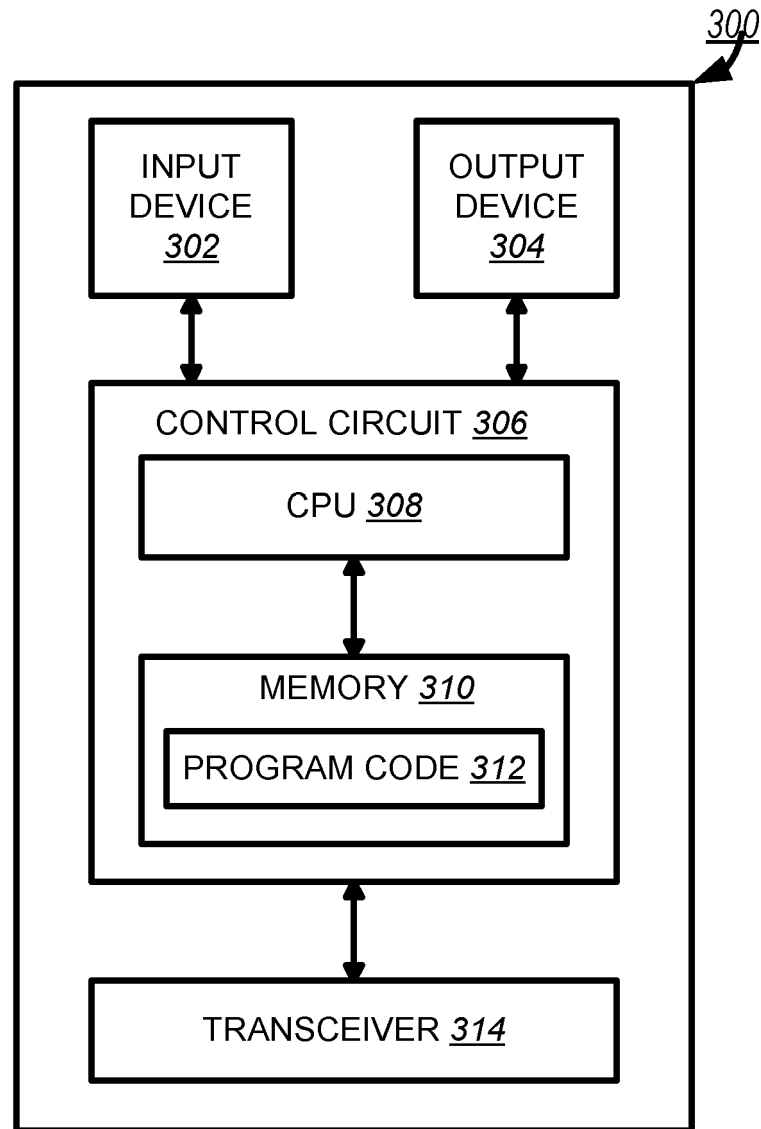 300
INPUT
DEVICE
302
OUTPUT
DEVICE
304
CONTROL CIRCUIT 306
CPU 308
MEMORY 310
PROGRAM CODE 312
TRANSCEIVER 314